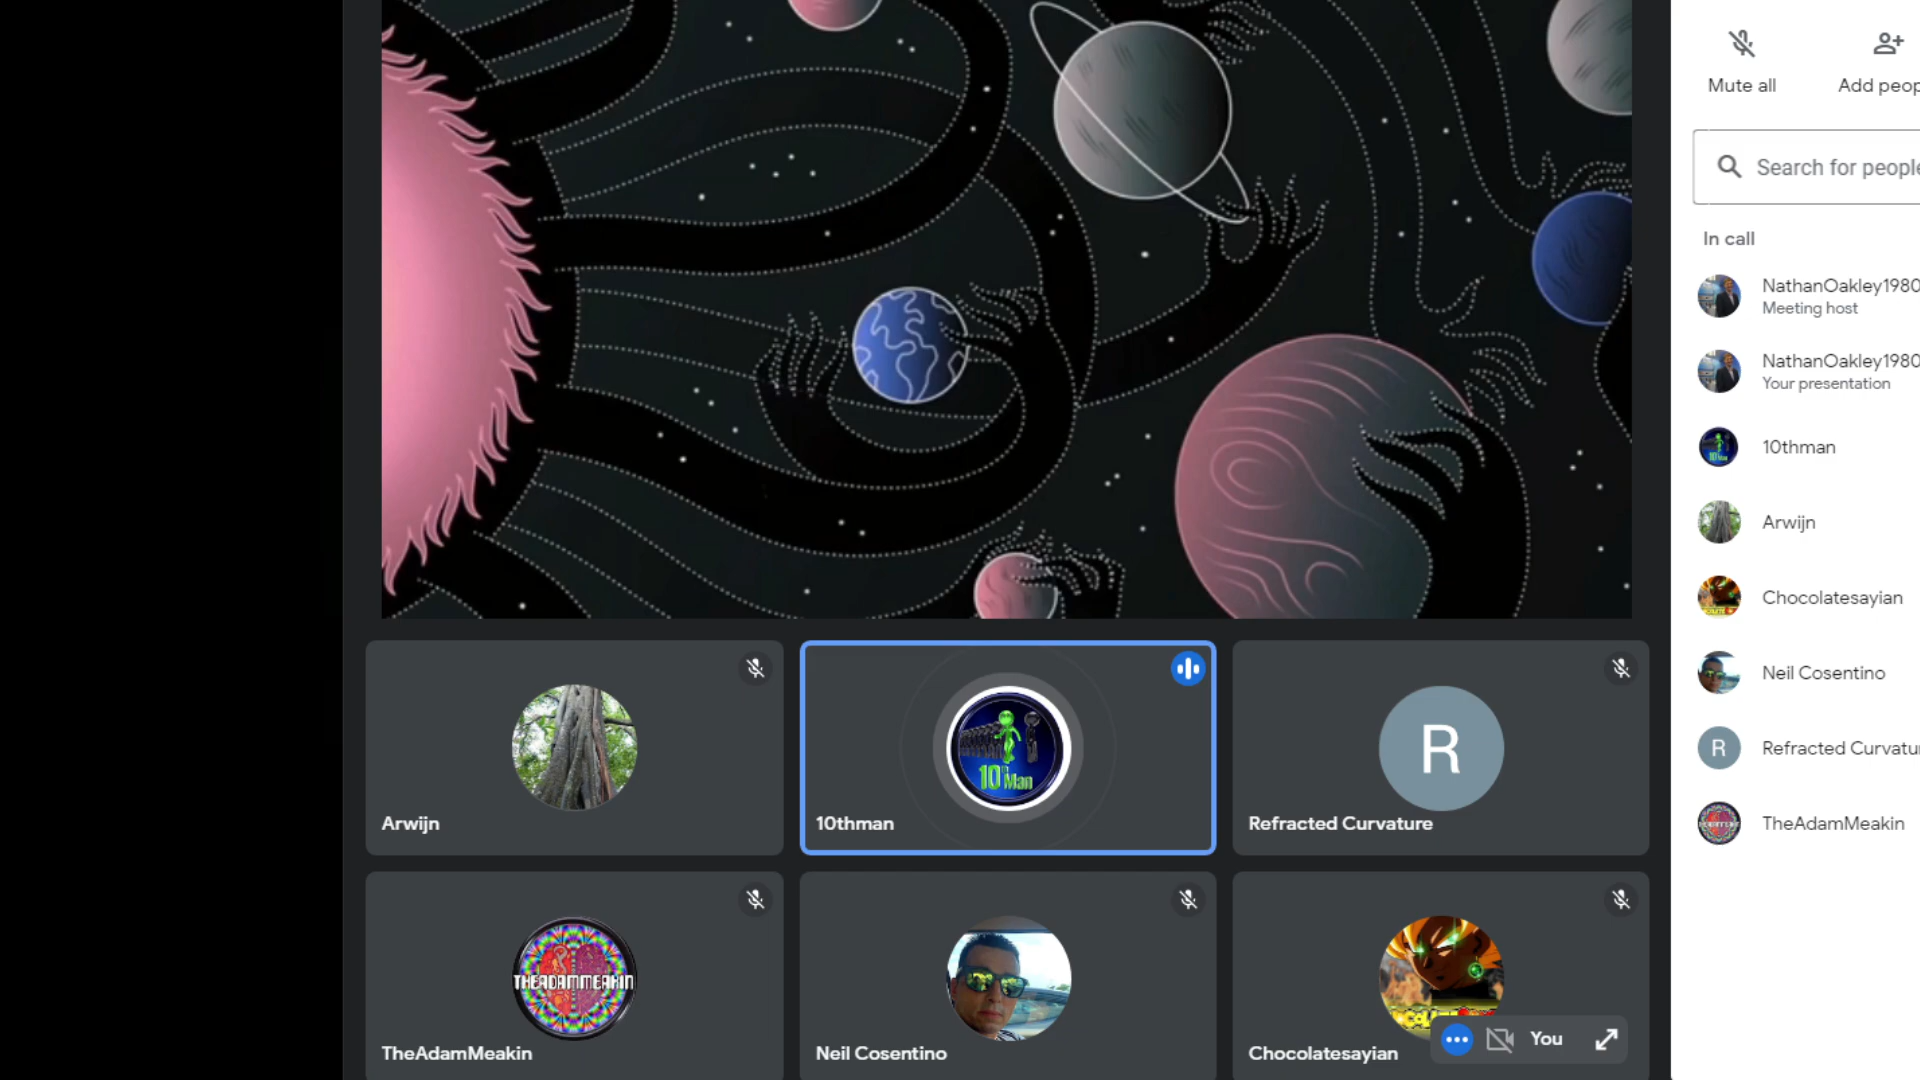 Mute all
Add peop
Search for people
In call
NathanOakley1980
Meeting host
NathanOakley1980
Your presentation
10thman
Arwijn
Chocolatesayian
Neil Cosentino
R Refracted Curvatu
TheAdamMeakin
10th Man
R
Arwijn
10thman
Refracted Curvature
THEADAMMEAKIN
TheAdamMeakin
Neil Cosentino
Chocolatesayian
You